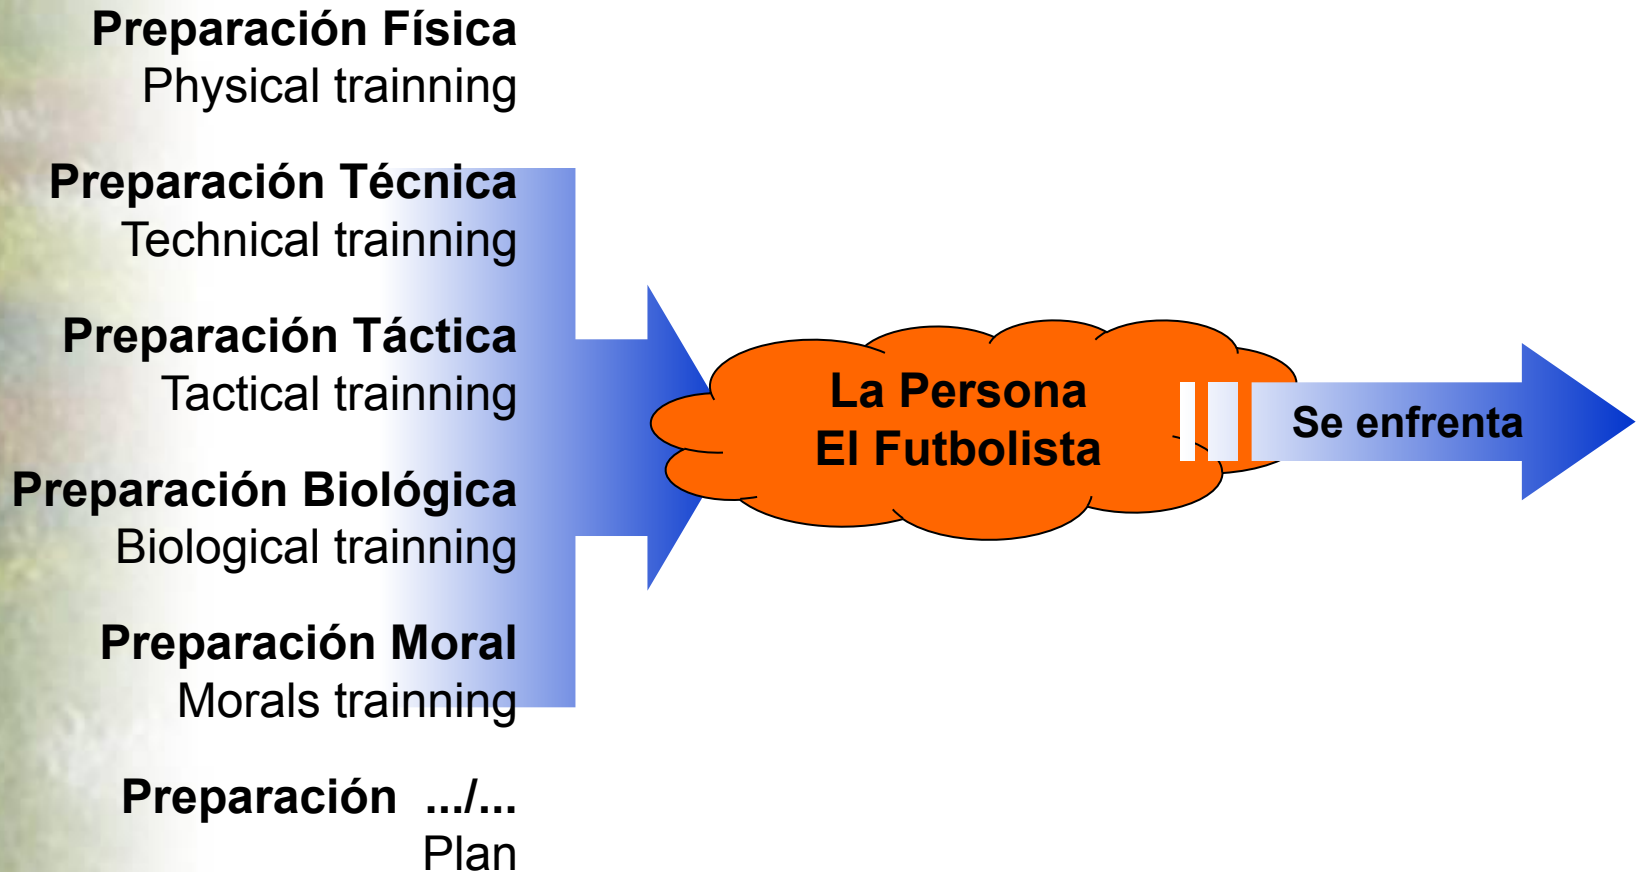 Preparación Física
Physical trainning
Preparación Técnica
Technical trainning
Preparación Táctica
Tactical trainning
Preparación Biológica
Biological trainning
Preparación Moral
Morals trainning
Preparación .../...
Plan
La Persona
El Futbolista
Se enfrenta